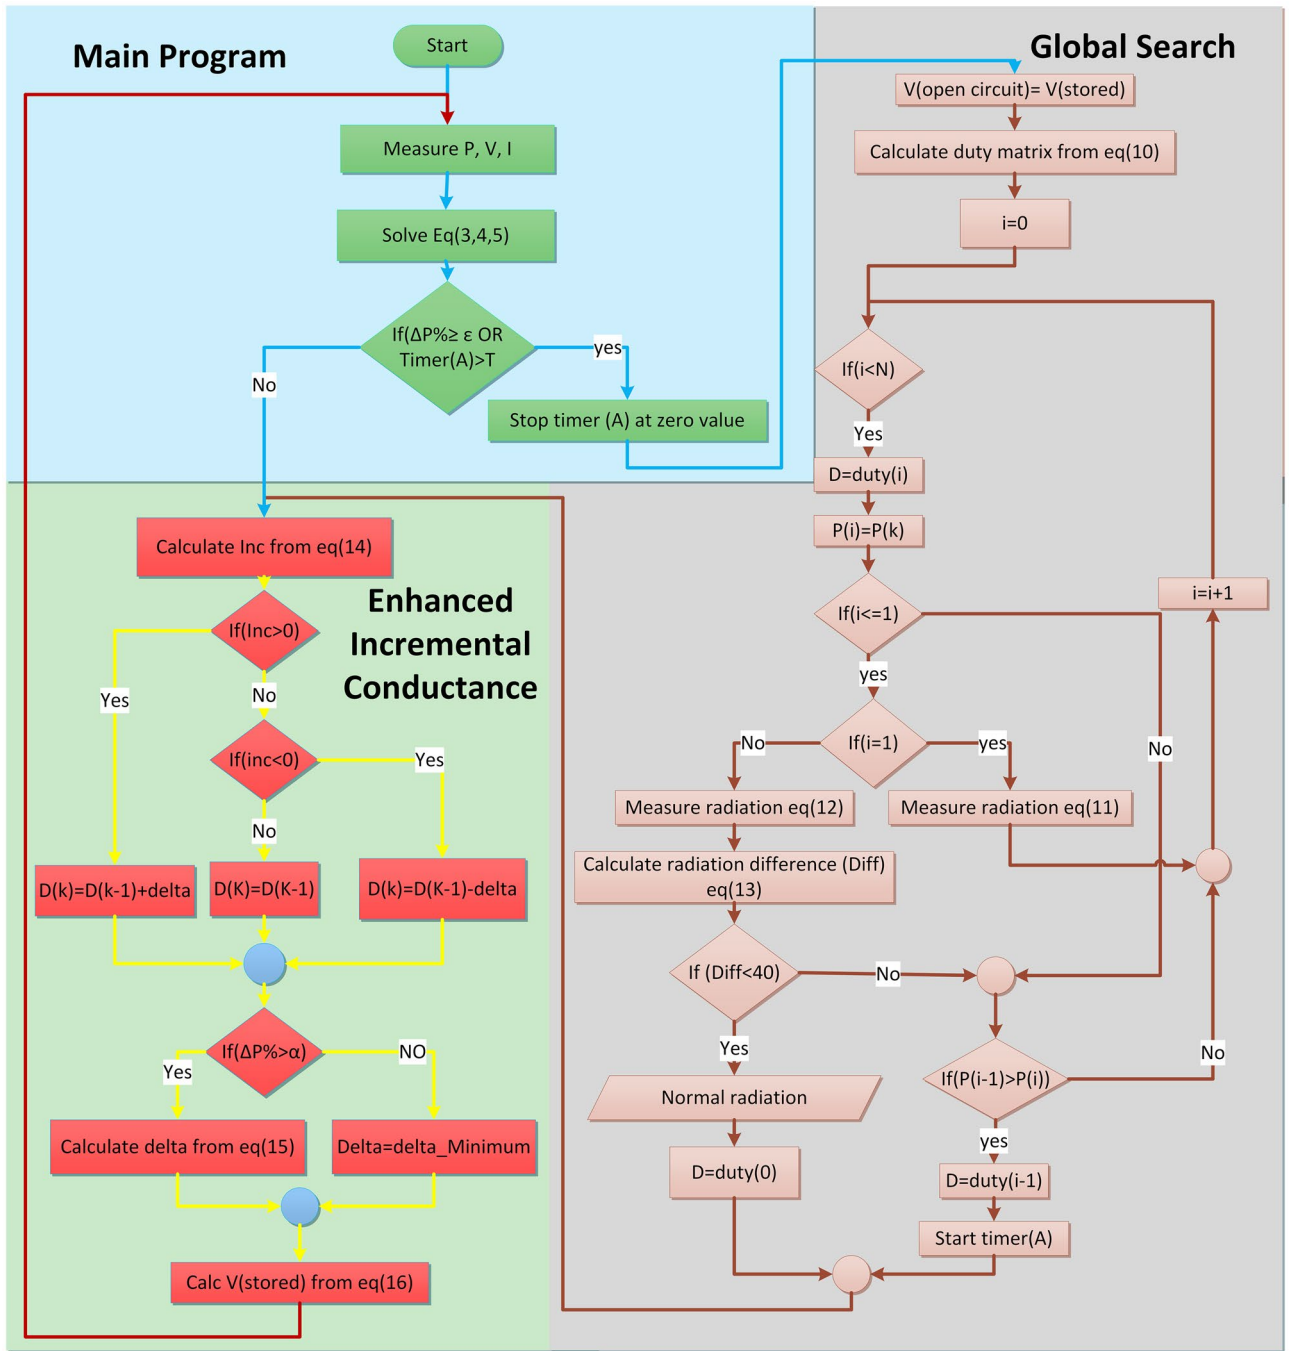 Main Program
Start
Measure P, V, I
Solve Eq(3,4,5)
If(ΔP%≥ ε OR
Timer(A)>T
yes
No
Stop timer (A) at zero value
Global Search
V(open circuit)= V(stored)
Calculate duty matrix from eq(10)
i=0
If(i<N)
Yes
D=duty(i)
P(i)=P(k)
If(i<=1)
i=i+1
yes
No
If(i=1)
No
yes
Measure radiation eq(12)
Measure radiation eq(11)
Calculate radiation difference (Diff)
eq(13)
If (Diff<40)
No
Yes
Normal radiation
D=duty(0)
If(P(i-1)>P(i))
No
yes
D=duty(i-1)
Start timer(A)
Enhanced
Incremental
Conductance
Calculate Inc from eq(14)
If(Inc>0)
Yes
No
If(inc<0)
Yes
No
D(k)=D(k-1)+delta
D(K)=D(K-1)
D(k)=D(K-1)-delta
If(ΔP%>α)
Yes
NO
Calculate delta from eq(15)
Delta=delta_Minimum
Calc V(stored) from eq(16)